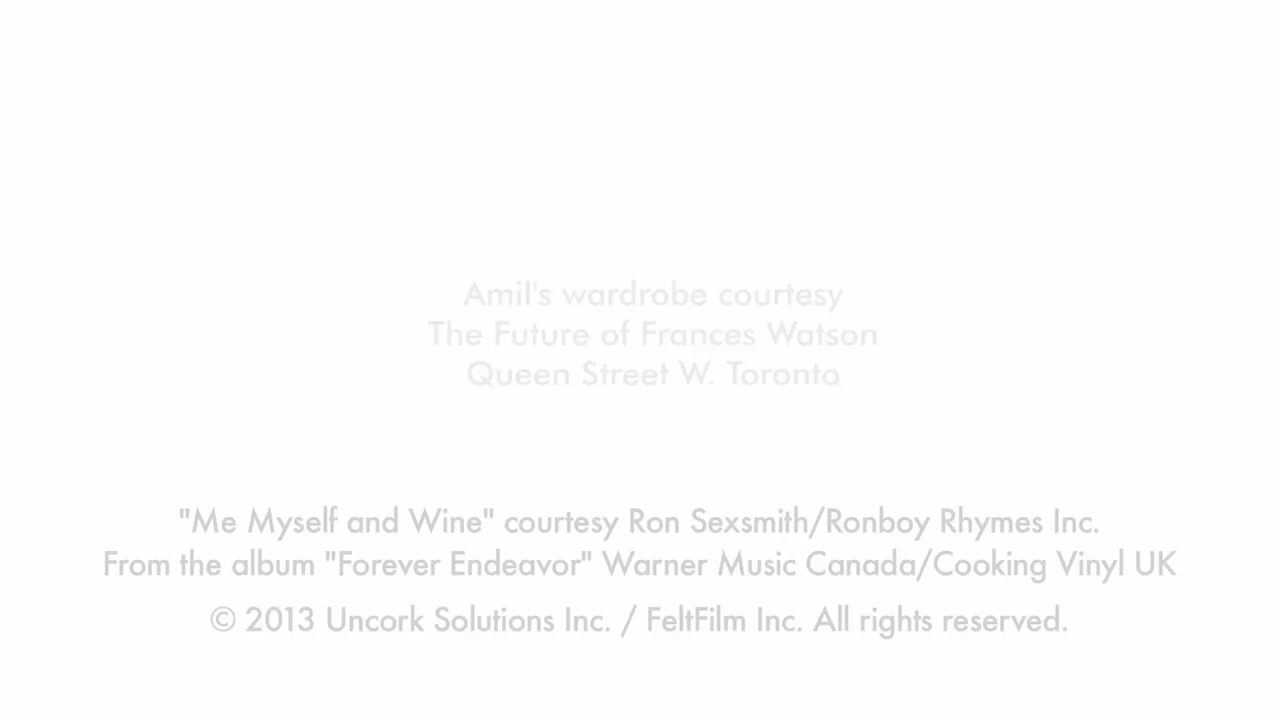 Amil's wardrobe courtesy
The Future of Frances Watson
Queen Street W. Toronto
"Me Myself and Wine" courtesy Ron Sexsmith/Ronboy Rhymes Inc.
From the album "Forever Endeavor" Warner Music Canada/Cooking Vinyl UK
© 2013 Uncork Solutions Inc. / FeltFilm Inc. All rights reserved.